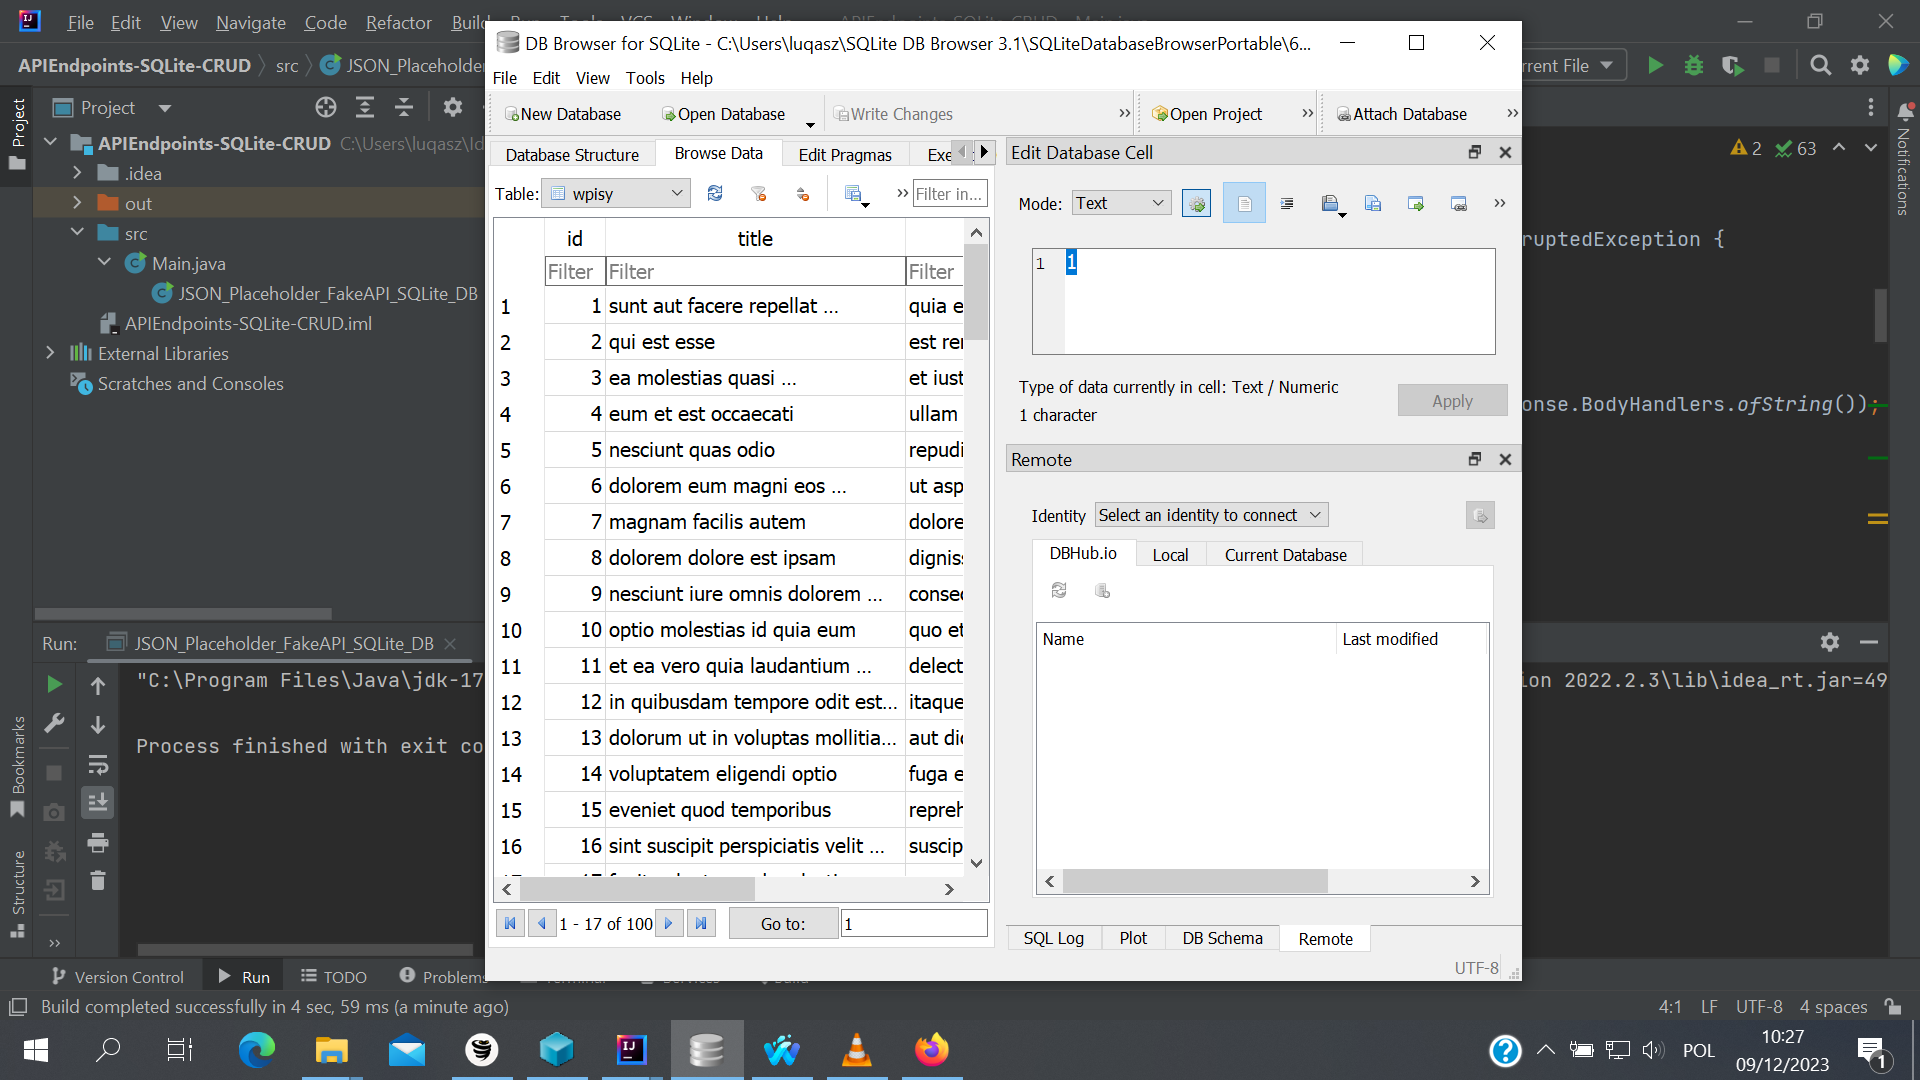 File Edit View Navigate Code Refactor
DB Browser for SQLite - C:\Users\luqasz\SQLite DB Browser 3.1\SQLiteDatabaseBrowserPortable\6...
File Edit View Tools Help
APIEndpoints-SQLite-CRUD src JSON_Placeholder
rrent File
New Database Open Database Write Changes Open Project Attach Database
Project
Project
Notifications
APIEndpoints-SQLite-CRUD C:\Users\luqasz\Id
.idea
out
src
Main.java
JSON_Placeholder_FakeAPI_SQLite_DB
APIEndpoints-SQLite-CRUD.iml
External Libraries
Scratches and Consoles
Database Structure Browse Data Edit Pragmas Exe
Table: wpisy Filter in...
id title
Filter Filter Filter
1 1 sunt aut facere repellat ... quia e
2 2 qui est esse est rer
3 3 ea molestias quasi ... et iust
4 4 eum et est occaecati ullam
5 5 nesciunt quas odio repudi
6 6 dolorem eum magni eos ... ut asp
7 7 magnam facilis autem dolore
8 8 dolorem dolore est ipsam digniss
9 9 nesciunt iure omnis dolorem ... consec
10 10 optio molestias id quia eum quo et
11 11 et ea vero quia laudantium ... delect
12 12 in quibusdam tempore odit est... itaque
13 13 dolorum ut in voluptas mollitia... aut dic
14 14 voluptatem eligendi optio fuga e
15 15 eveniet quod temporibus repreh
16 16 sint suscipit perspiciatis velit ... suscip
1 - 17 of 100 Go to: 1
Edit Database Cell
Mode: Text
1 1
Type of data currently in cell: Text / Numeric
1 character
Apply
Remote
Identity Select an identity to connect
DBHub.io Local Current Database
Name Last modified
SQL Log Plot DB Schema Remote
UTF-8
2 63
ruptedException {
onse.BodyHandlers.ofString());
Run: JSON_Placeholder_FakeAPI_SQLite_DB
"C:\Program Files\Java\jdk-17
ion 2022.2.3\lib\idea_rt.jar=49
Process finished with exit co
Bookmarks
Structure
Version Control Run TODO Problems
Build completed successfully in 4 sec, 59 ms (a minute ago)
4:1 LF UTF-8 4 spaces
POL
10:27
09/12/2023
1